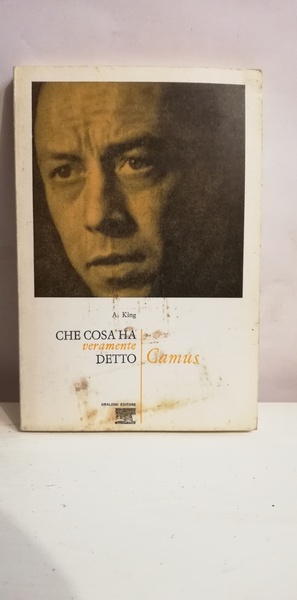 A. King
CHE COSA HA
veramente
DETTO Camus
UBALDINI EDITORE